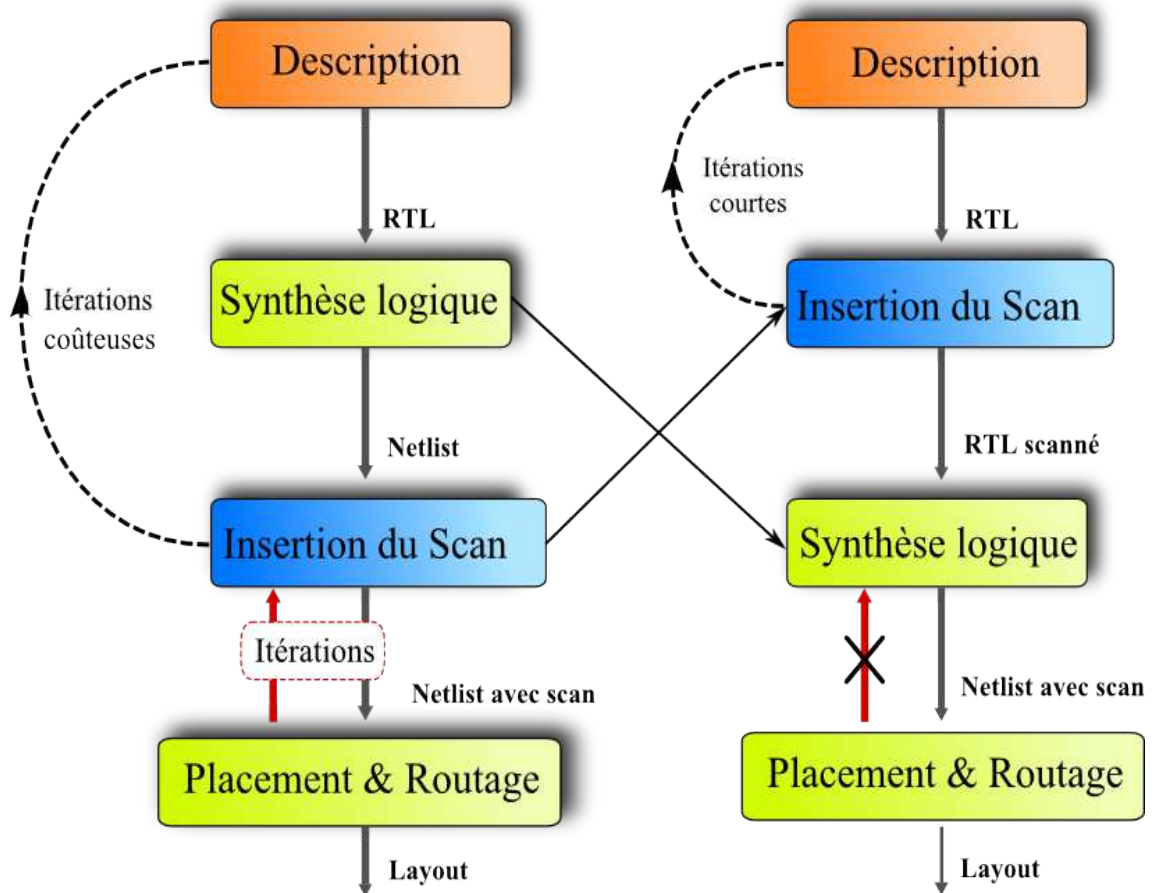 Description
Itérations
coûteuses
RTL
Synthèse logique
Netlist
Insertion du Scan
Itérations
Netlist avec scan
Placement & Routage
Layout
Description
Itérations
courtes
RTL
Insertion du Scan
RTL scanné
Synthèse logique
Netlist avec scan
Placement & Routage
Layout